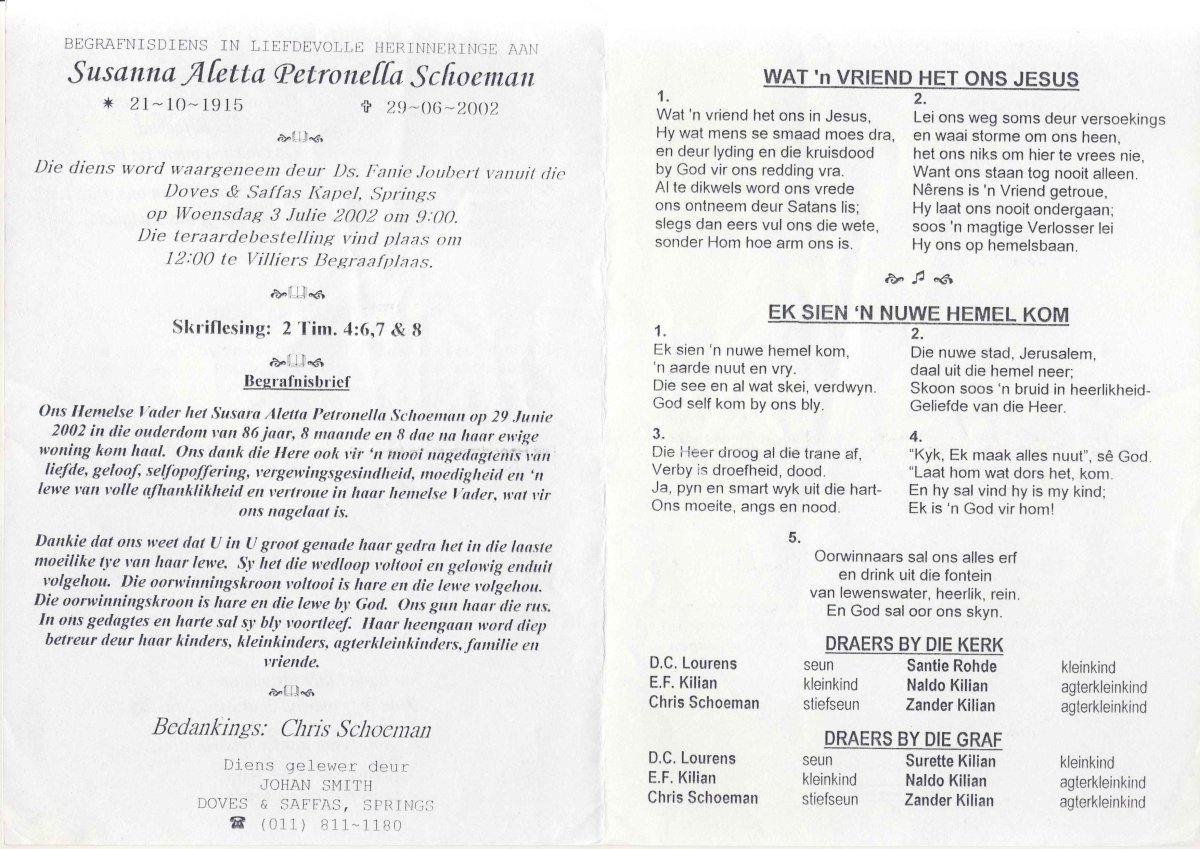 BEGRAFNISDIENS IN LIEFDEVOLLE HERINNERINGE AAN
Susanna Aletta Petronella Schoeman
21~10~1915 29~06~2002
Die diens word waargeneem deur Ds. Fanie Joubert vanuit die
Doves & Saffas Kapel, Springs
op Woensdag 3 Julie 2002 om 9:00.
Die teraardebestelling vind plaas om
12:00 te Villiers Begraafplaas.
Skriflesing: 2 Tim. 4:6,7 & 8
Begrafnisbrief
Ons Hemelse Vader het Susara Aletta Petronella Schoeman op 29 Junie
2002 in die ouderdom van 86 jaar, 8 maande en 8 dae na haar ewige
woning kom haal. Ons dank die Here ook vir ‘n mooi nagedagtenis van
liefde, geloof, selfopoffering, vergewingsgesindheid, moedigheid en ‘n
lewe van volle afhanklikheid en vertroue in haar hemelse Vader, wat vir
ons nagelaat is.
Dankie dat ons weet dat U in U groot genade haar gedra het in die laaste
moeilike tye van haar lewe. Sy het die wedloop voltooi en gelowig enduit
volgehou. Die oorwinningskroon voltooi is hare en die lewe volgehou.
Die oorwinningskroon is hare en die lewe by God. Ons gun haar die rus.
In ons gedagtes en harte sal sy bly voortleef. Haar heengaan word diep
betreur deur haar kinders, kleinkinders, agterkleinkinders, familie en
vriende.
Bedankings: Chris Schoeman
Diens gelewer deur
JOHAN SMITH
DOVES & SAFFAS, SPRINGS
☎ (011) 811~1180
WAT 'n VRIEND HET ONS JESUS
1.
Wat 'n vriend het ons in Jesus,
Hy wat mens se smaad moes dra,
en deur lyding en die kruisdood
by God vir ons redding vra.
Al te dikwels word ons vrede
ons ontneem deur Satans lis;
slegs dan eers vul ons die wete,
sonder Hom hoe arm ons is.
2.
Lei ons weg soms deur versoekings
en waai storme om ons heen,
het ons niks om hier te vrees nie,
Want ons staan tog nooit alleen.
Nêrens is 'n Vriend getroue,
Hy laat ons nooit ondergaan;
soos 'n magtige Verlosser lei
Hy ons op hemelsbaan.
EK SIEN ‘N NUWE HEMEL KOM
1.
Ek sien ‘n nuwe hemel kom,
‘n aarde nuut en vry.
Die see en al wat skei, verdwyn.
God self kom by ons bly.
2.
Die nuwe stad, Jerusalem,
daal uit die hemel neer;
Skoon soos ‘n bruid in heerlikheid-
Geliefde van die Heer.
3.
Die Heer droog al die trane af,
Verby is droefheid, dood.
Ja, pyn en smart wyk uit die hart-
Ons moeite, angs en nood.
4.
“Kyk, Ek maak alles nuut”, sê God.
“Laat hom wat dors het, kom.
En hy sal vind hy is my kind;
Ek is ‘n God vir hom!
5.
Oorwinnaars sal ons alles erf
en drink uit die fontein
van lewenswater, heerlik, rein.
En God sal oor ons skyn.
DRAERS BY DIE KERK
D.C. Lourens seun Santie Rohde kleinkind
E.F. Kilian kleinkind Naldo Kilian agterkleinkind
Chris Schoeman stiefseun Zander Kilian agterkleinkind
DRAERS BY DIE GRAF
D.C. Lourens seun Surette Kilian kleinkind
E.F. Kilian kleinkind Naldo Kilian agterkleinkind
Chris Schoeman stiefseun Zander Kilian agterkleinkind